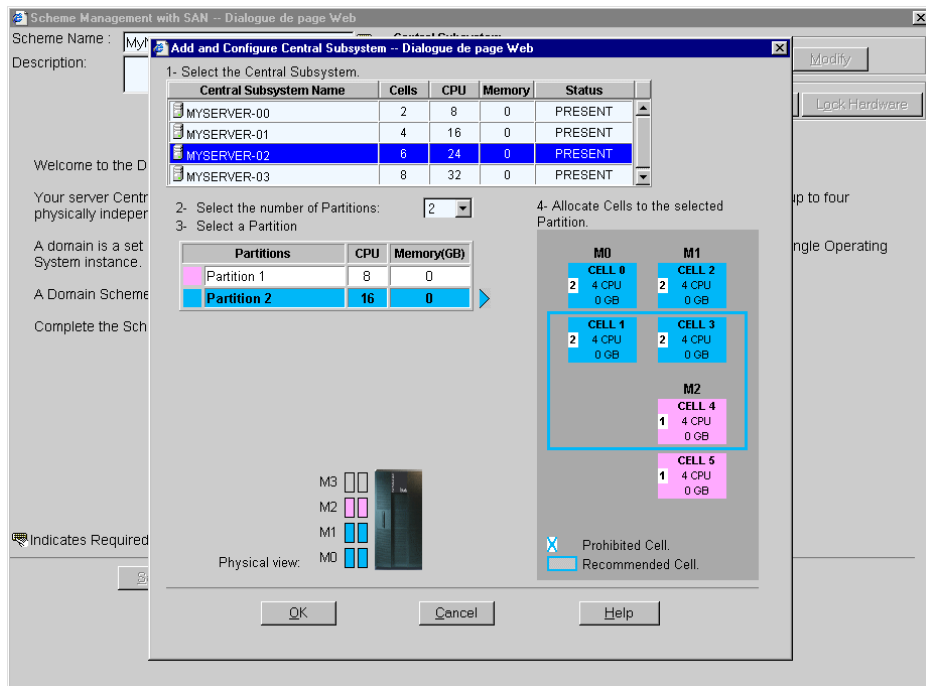 Scheme Management with SAN -- Dialogue de page Web
Scheme Name :
Description:
Modify
Lock Hardware
Welcome to the D
Your server Centr
up to four
physically indeper
A domain is a set
ngle Operating
System instance.
A Domain Scheme
Complete the Sch
Indicates Required
Add and Configure Central Subsystem -- Dialogue de page Web
1- Select the Central Subsystem.
Central Subsystem Name Cells CPU Memory Status
MYSERVER-00 2 8 0 PRESENT
MYSERVER-01 4 16 0 PRESENT
MYSERVER-02 6 24 0 PRESENT
MYSERVER-03 8 32 0 PRESENT
2- Select the number of Partitions: 2
3- Select a Partition
Partitions CPU Memory(GB)
Partition 1 8 0
Partition 2 16 0
4- Allocate Cells to the selected
Partition.
M0 M1
CELL 0 CELL 2
2 4 CPU 2 4 CPU
0 GB 0 GB
CELL 1 CELL 3
2 4 CPU 2 4 CPU
0 GB 0 GB
M2
CELL 4
1 4 CPU
0 GB
CELL 5
1 4 CPU
0 GB
X Prohibited Cell.
Recommended Cell.
M3
M2
M1
Physical view: M0
OK Cancel Help